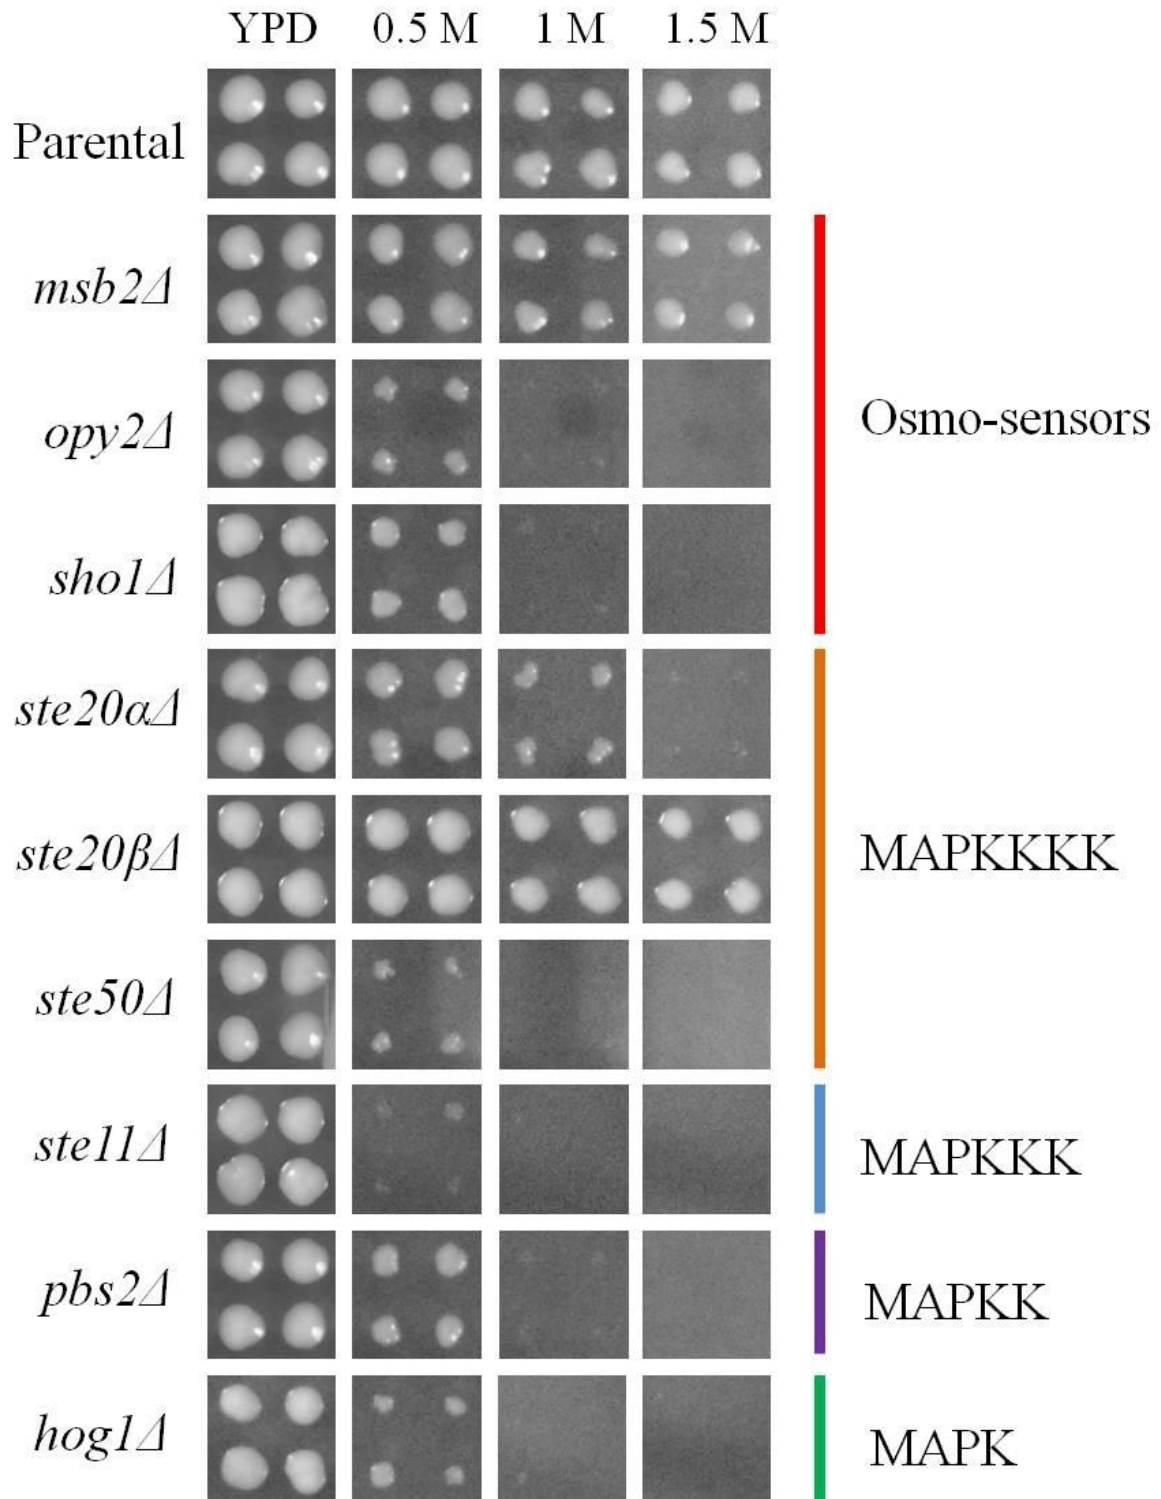 YPD 0.5 M 1 M 1.5 M
Parental
msb2Δ
opy2Δ
Osmo-sensors
sho1Δ
ste20αΔ
ste20βΔ
MAPKKKK
ste50Δ
ste11Δ
MAPKKK
pbs2Δ
MAPKK
hog1Δ
MAPK